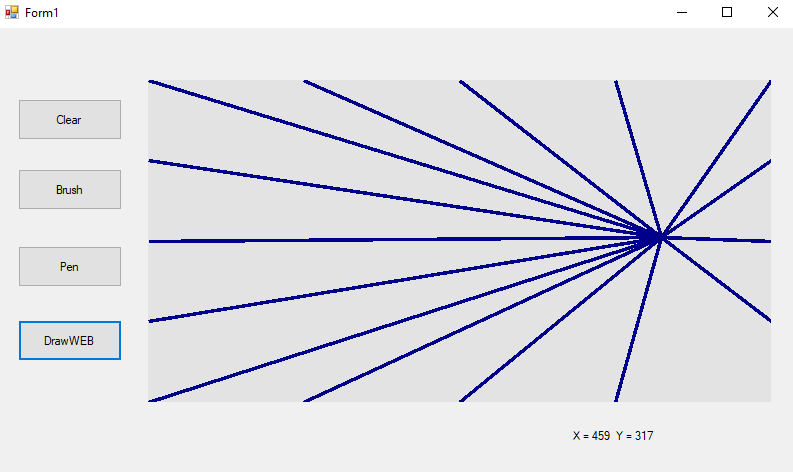 Form1
Clear
Brush
Pen
DrawWEB
X = 459  Y = 317